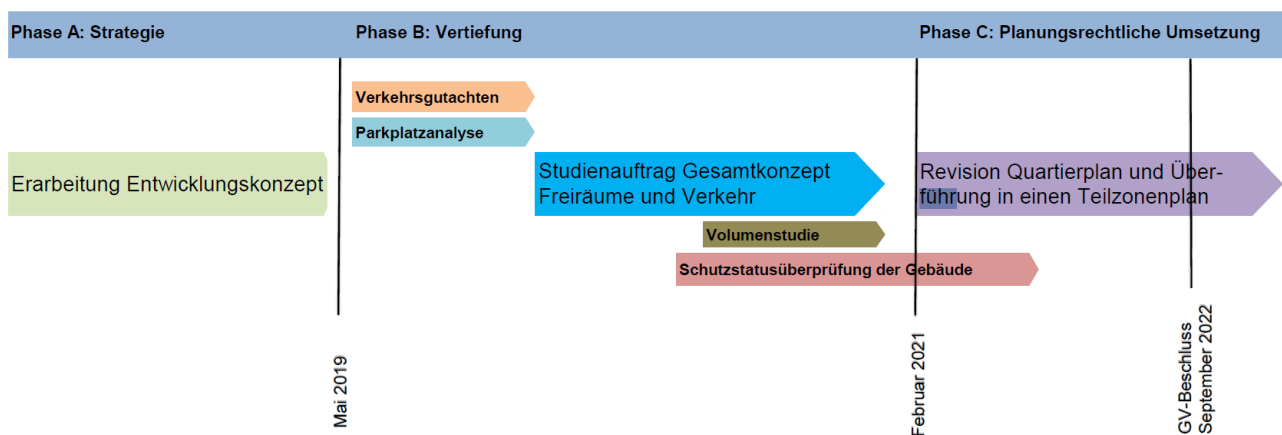 Phase A: Strategie
Phase B: Vertiefung
Phase C: Planungsrechtliche Umsetzung
Verkehrsgutachten
Parkplatzanalyse
Erarbeitung Entwicklungskonzept
Studienauftrag Gesamtkonzept
Freiräume und Verkehr
Revision Quartierplan und Über-
führung in einen Teilzonenplan
Volumenstudie
Schutzstatusüberprüfung der Gebäude
Mai 2019
Februar 2021
GV-Beschluss
September 2022